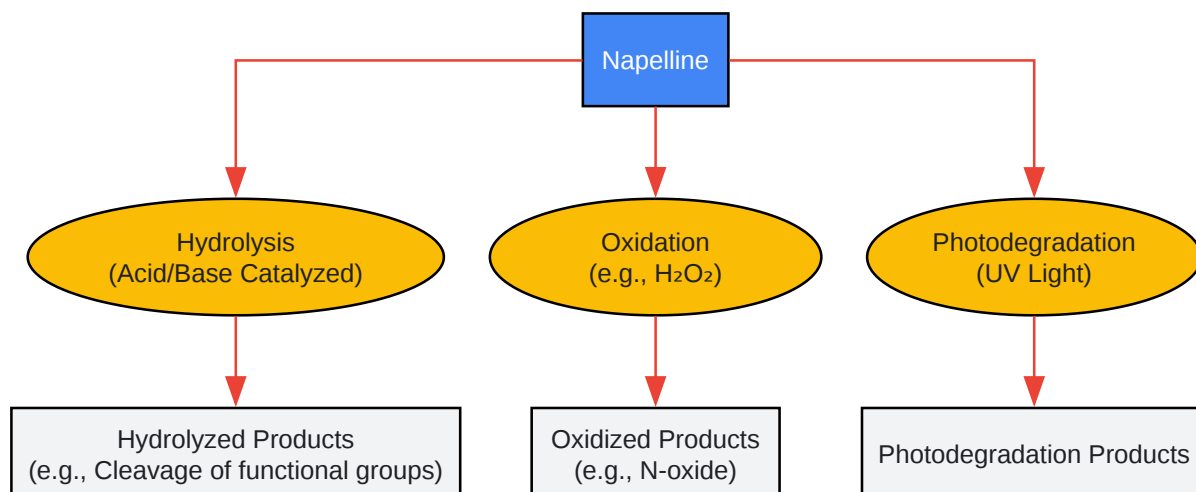 Napelline
Hydrolysis
(Acid/Base Catalyzed)
Oxidation
(e.g., H₂O₂)
Photodegradation
(UV Light)
Hydrolyzed Products
(e.g., Cleavage of functional groups)
Oxidized Products
(e.g., N-oxide)
Photodegradation Products